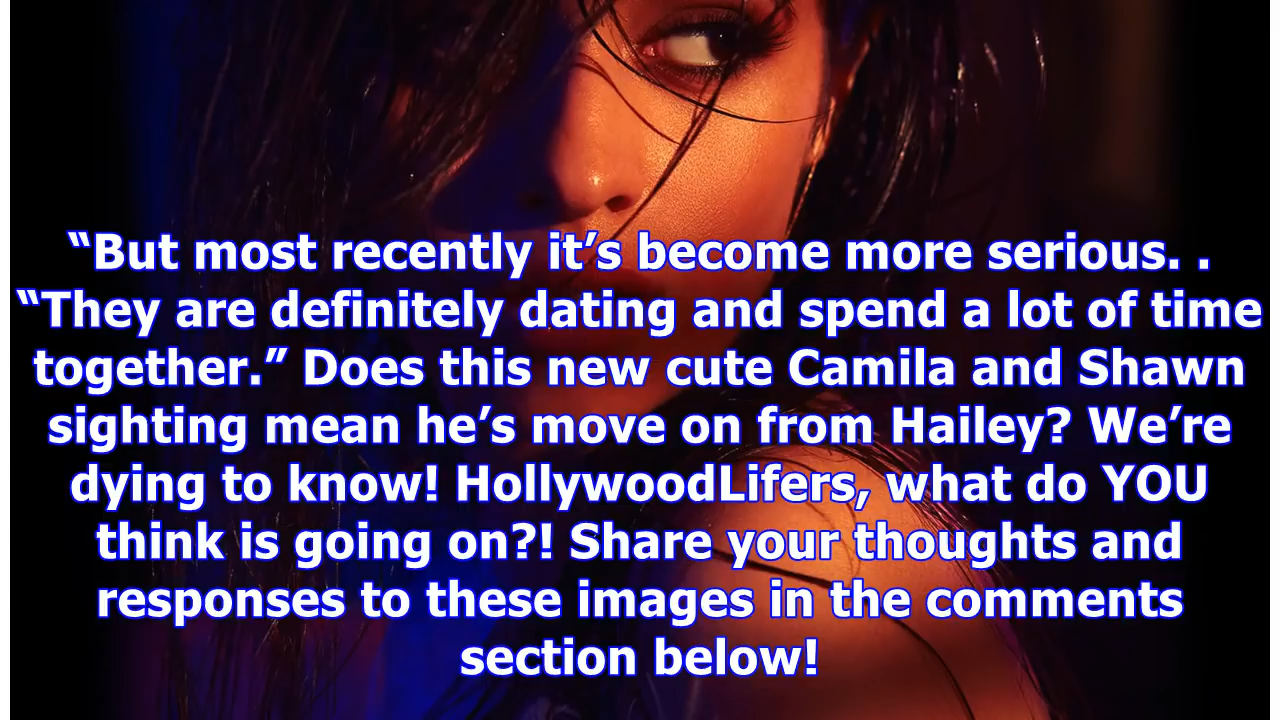 “But most recently it’s become more serious. .
“They are definitely dating and spend a lot of time
together.” Does this new cute Camila and Shawn
sighting mean he’s move on from Hailey? We’re
dying to know! HollywoodLifers, what do YOU
think is going on?! Share your thoughts and
responses to these images in the comments
section below!